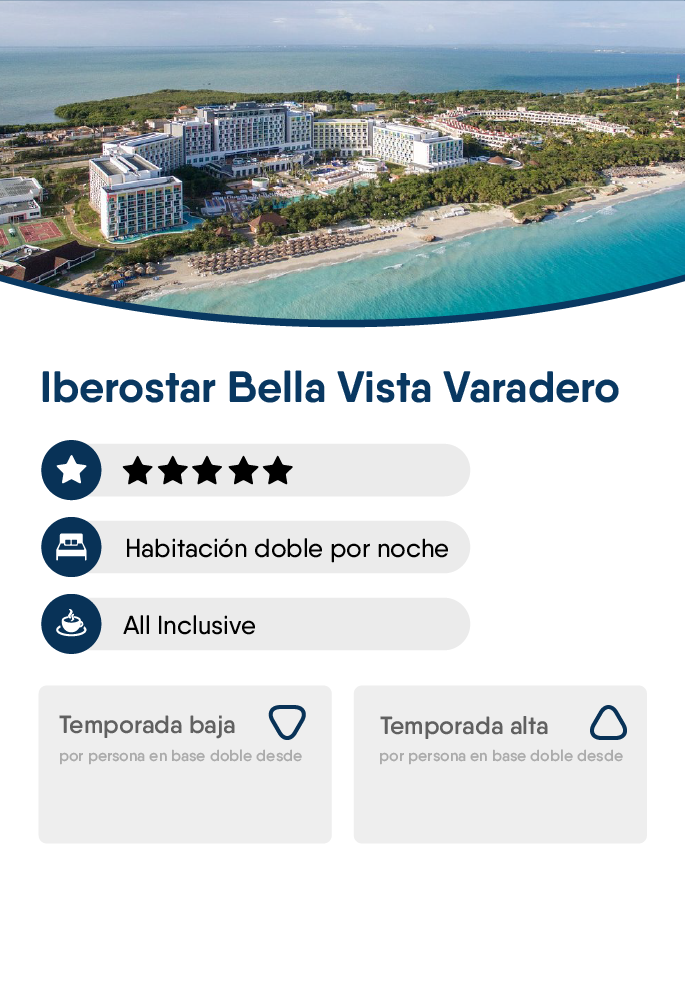 Iberostar Bella Vista Varadero
Habitación doble por noche
All Inclusive
Temporada baja
por persona en base doble desde
Temporada alta
por persona en base doble desde